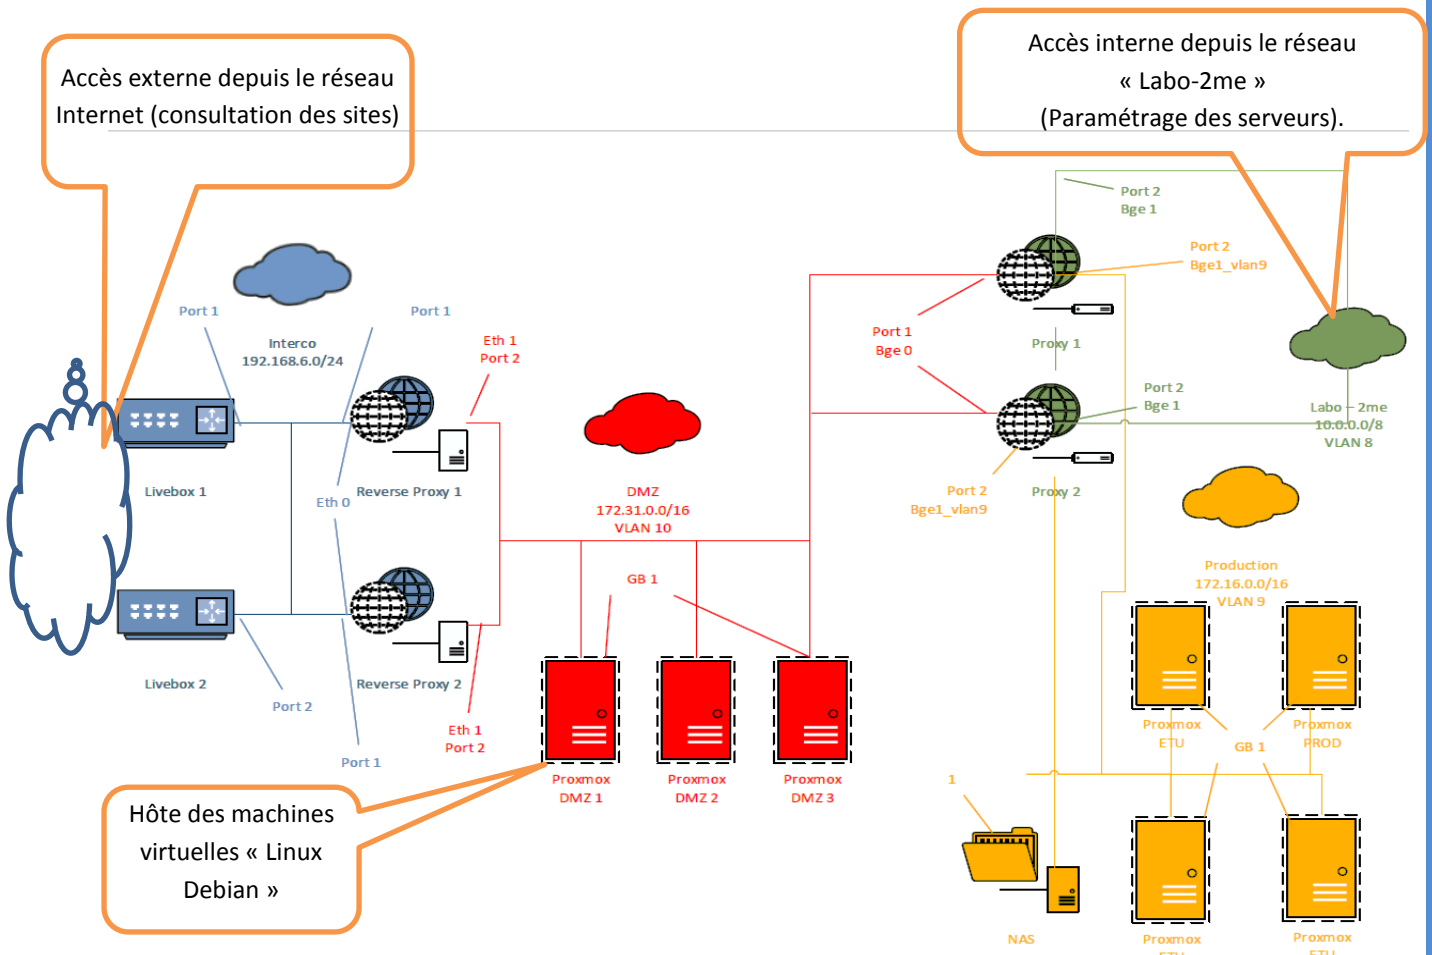 Accès externe depuis le réseau
Internet (consultation des sites)
Accès interne depuis le réseau
« Labo-2me »
(Paramétrage des serveurs).
Port 2
Bge 1
Port 2
Bge1_vlan9
Port 1
Port 1
Interco
192.168.6.0/24
Eth 1
Port 2
Port 1
Bge 0
Proxy 1
Port 2
Bge 1
Labo – 2me
10.0.0.0/8
VLAN 8
Livebox 1
Eth 0
Reverse Proxy 1
DMZ
172.31.0.0/16
VLAN 10
Port 2
Bge1_vlan9
Proxy 2
GB 1
Production
172.16.0.0/16
VLAN 9
Livebox 2
Port 2
Reverse Proxy 2
Eth 1
Port 2
Port 1
Proxmox
DMZ 1
Proxmox
DMZ 2
Proxmox
DMZ 3
Proxmox
ETU
GB 1
Proxmox
PROD
1
Hôte des machines
virtuelles « Linux
Debian »
NAS
Proxmox
ETU
Proxmox
ETU